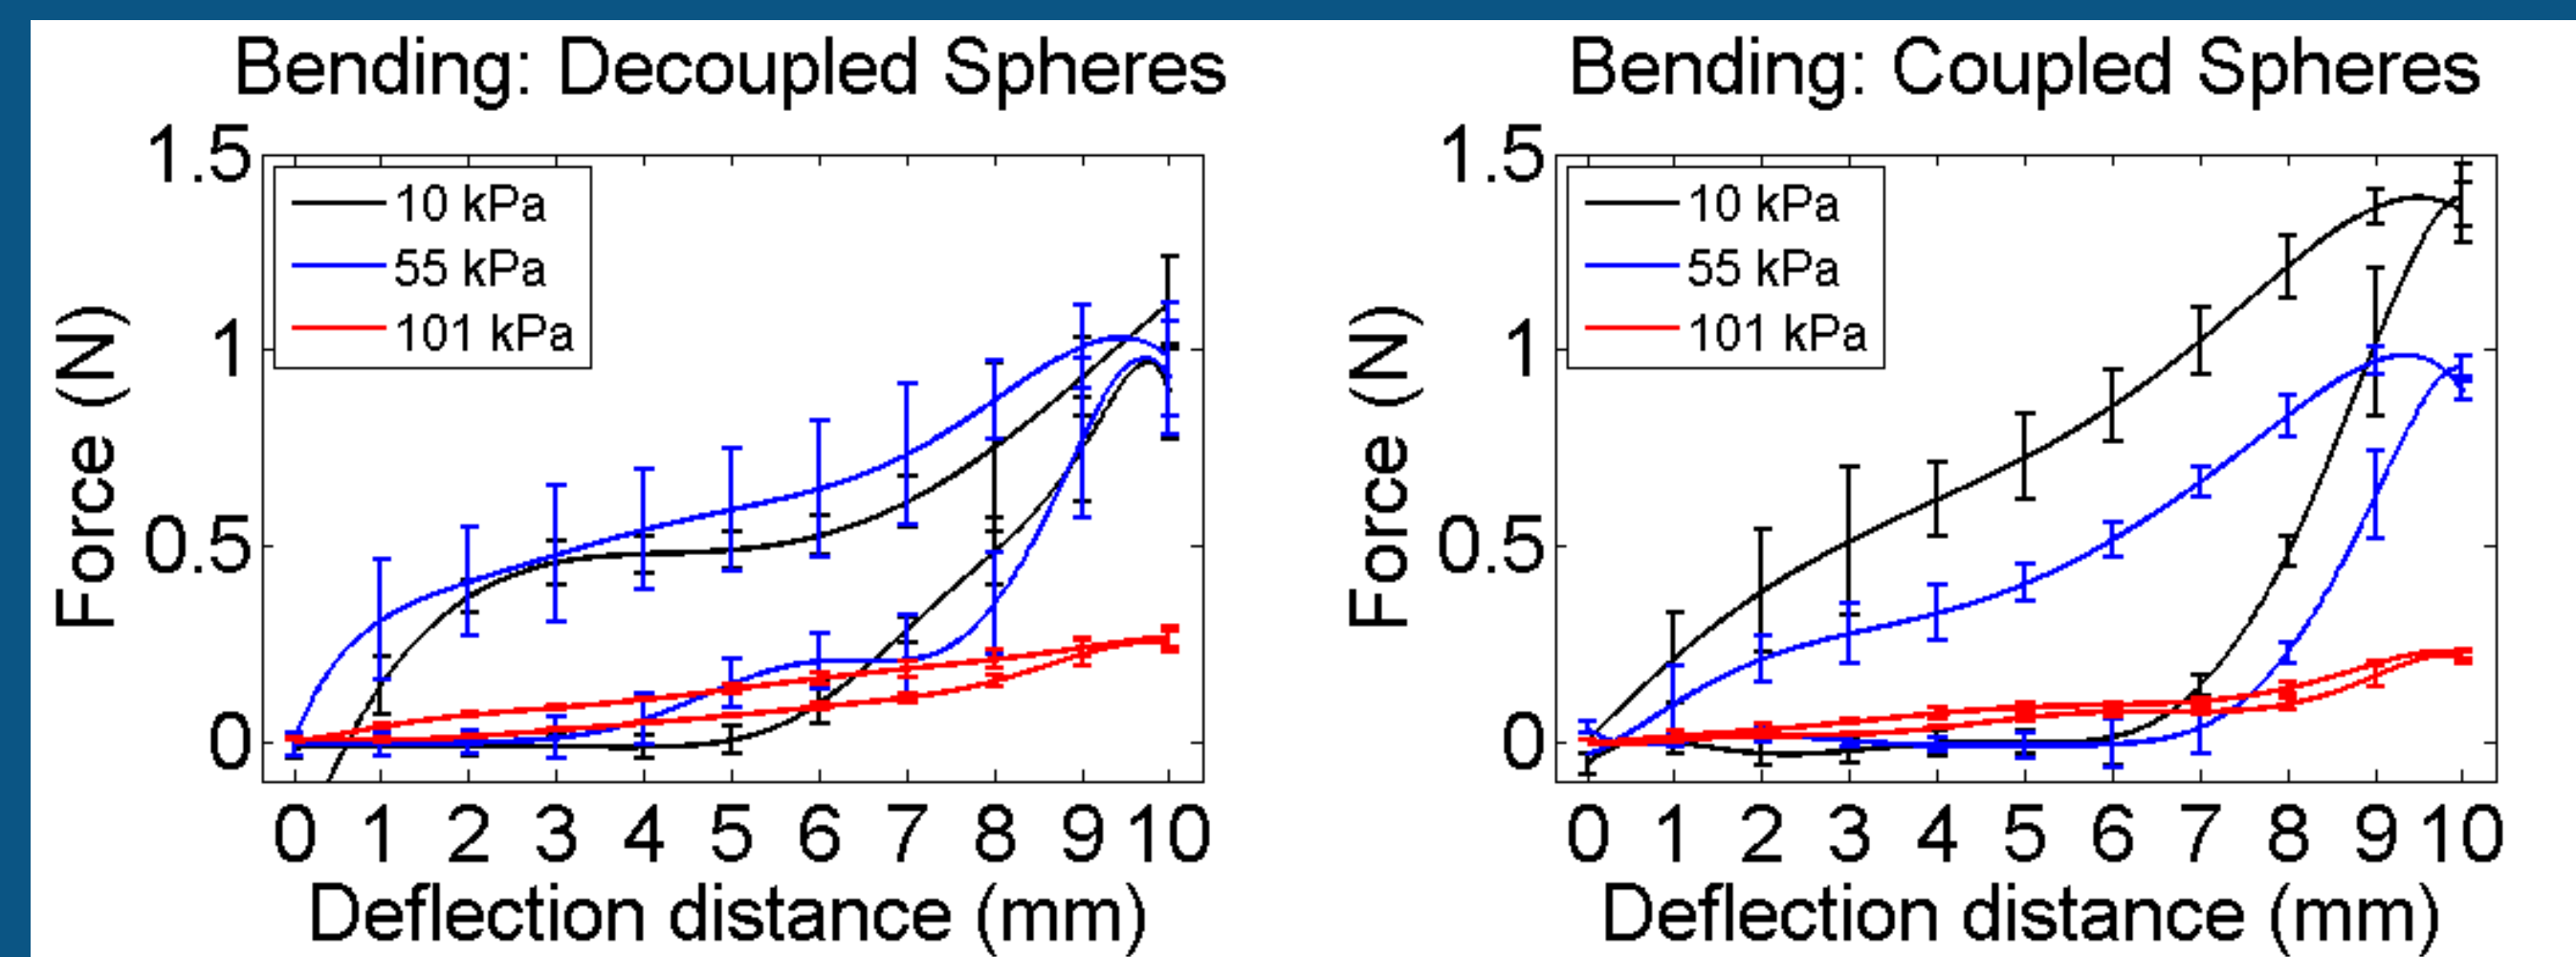 Bending: Decoupled Spheres
1.5
1
0.5
0
Force (N)
10 kPa
55 kPa
101 kPa
0 1 2 3 4 5 6 7 8 9 10
Deflection distance (mm)
Bending: Coupled Spheres
1.5
1
0.5
0
Force (N)
10 kPa
55 kPa
101 kPa
0 1 2 3 4 5 6 7 8 9 10
Deflection distance (mm)